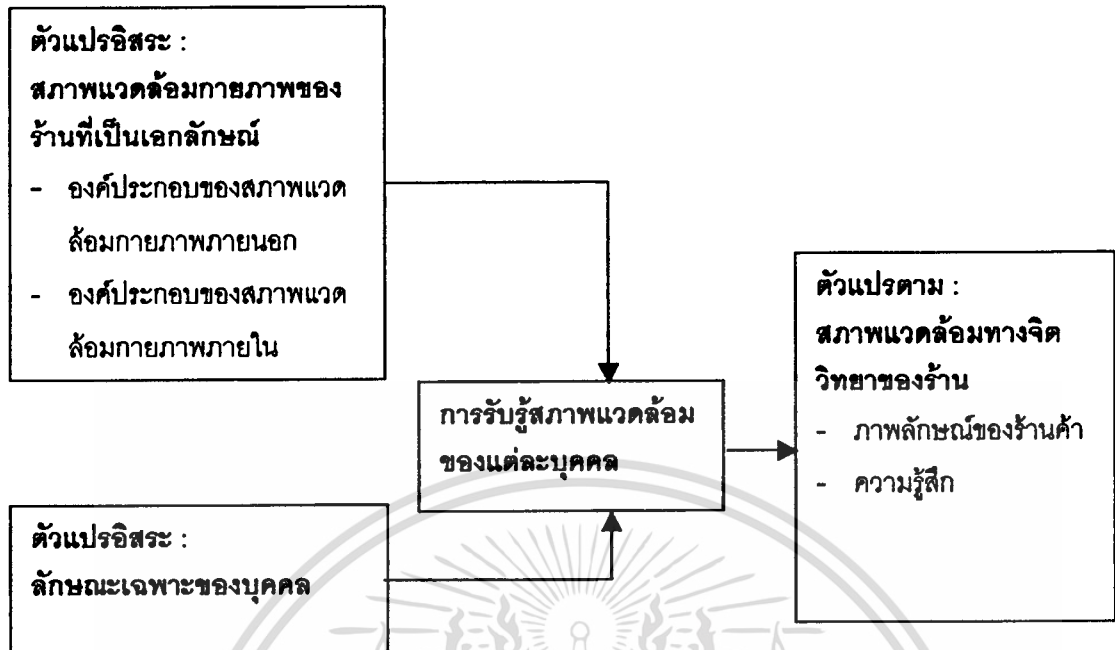 ตัวแปรอิสระ :
สภาพแวดล้อมกายภาพของ
ร้านที่เป็นเอกลักษณ์
- องค์ประกอบของสภาพแวด
ล้อมกายภาพภายนอก
- องค์ประกอบของสภาพแวด
ล้อมกายภาพภายใน
ตัวแปรอิสระ :
ลักษณะเฉพาะของบุคคล
การรับรู้สภาพแวดล้อม
ของแต่ละบุคคล
ตัวแปรตาม :
สภาพแวดล้อมทางจิต
วิทยาของร้าน
- ภาพลักษณ์ของร้านค้า
- ความรู้สึก